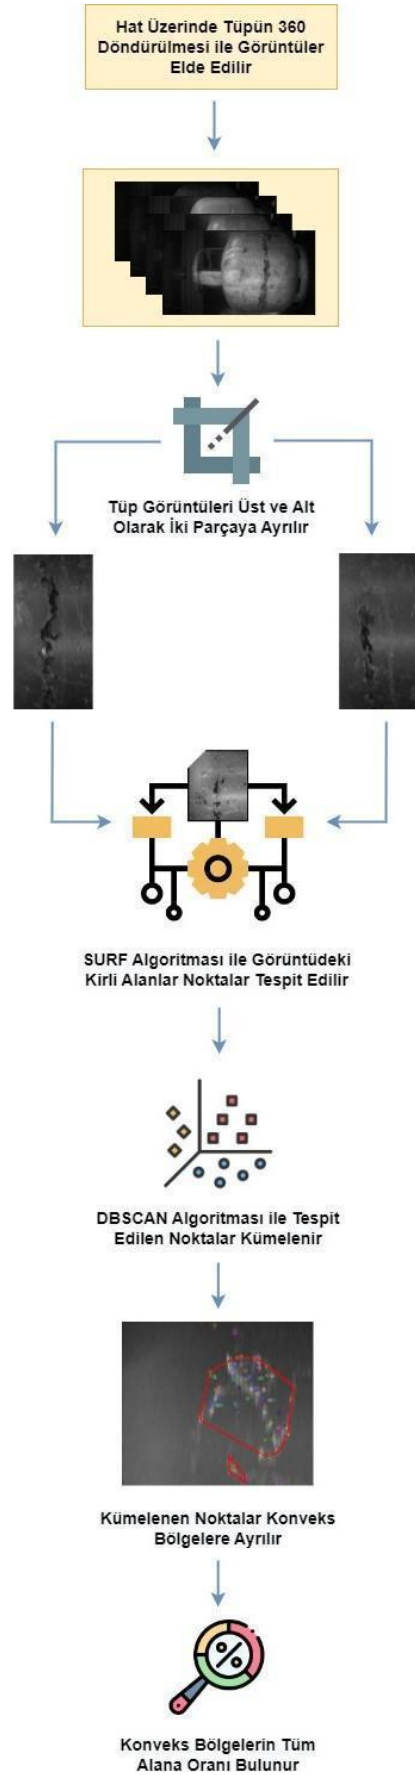 Hat Üzerinde Tüpün 360
Döndürülmesi ile Görüntüler
Elde Edilir
Tüp Görüntüleri Üst ve Alt
Olarak İki Parçaya Ayrılır
SURF Algoritması ile Görüntüdeki
Kirli Alanlar Noktalar Tespit Edilir
DBSCAN Algoritması ile Tespit
Edilen Noktalar Kümelenir
Kümelenen Noktalar Konveks
Bölgelere Ayrılır
Konveks Bölgelerin Tüm
Alana Oranı Bulunur